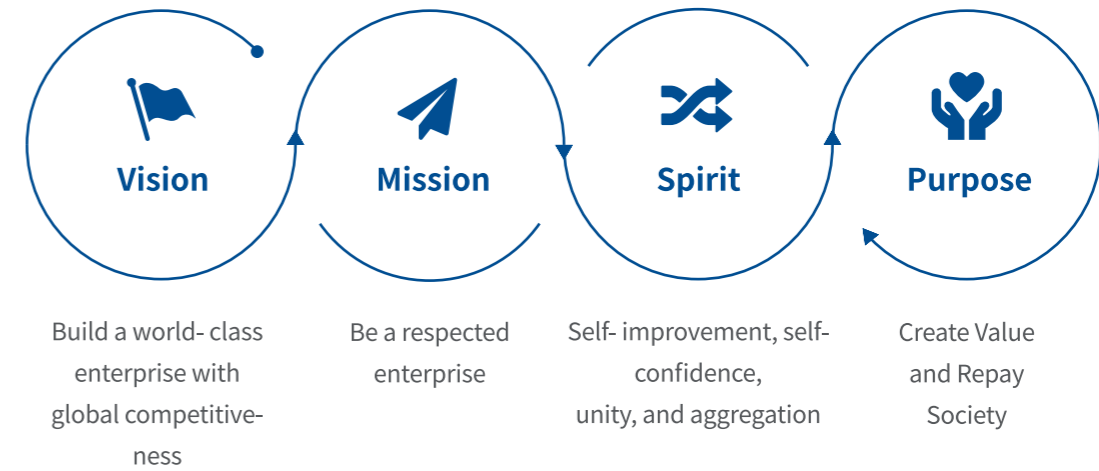 Vision
Build a world- class
enterprise with
global competitive-
ness
Mission
Be a respected
enterprise
Spirit
Self- improvement, self-
confidence,
unity, and aggregation
Purpose
Create Value
and Repay
Society